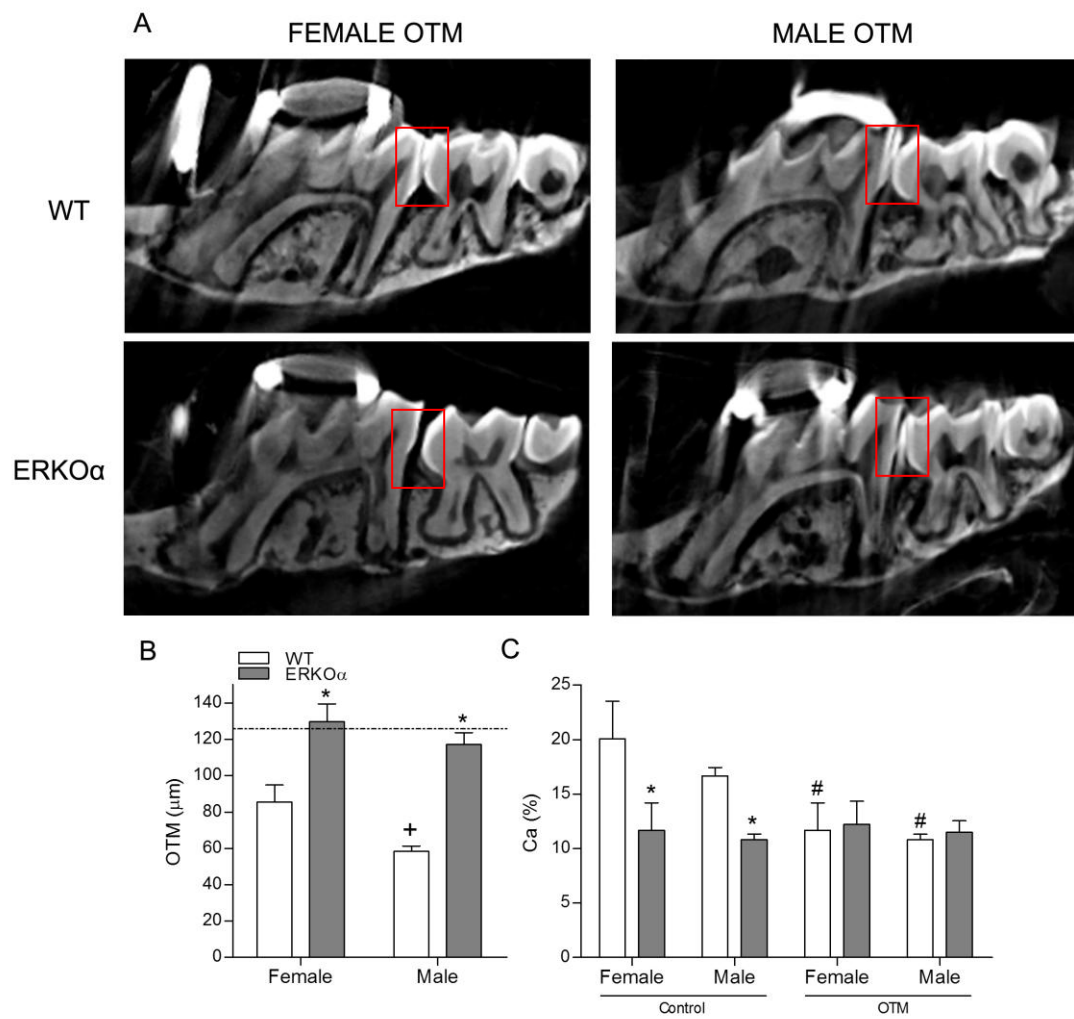 A
FEMALE OTM
MALE OTM
WT
ERKOα
B
WT
ERKOα
OTM (μm)
140
120
100
80
60
40
20
0
*
+
*
Female
Male
C
Ca (%)
25
20
15
10
5
0
*
*
#
#
Female
Male
Female
Male
Control
OTM